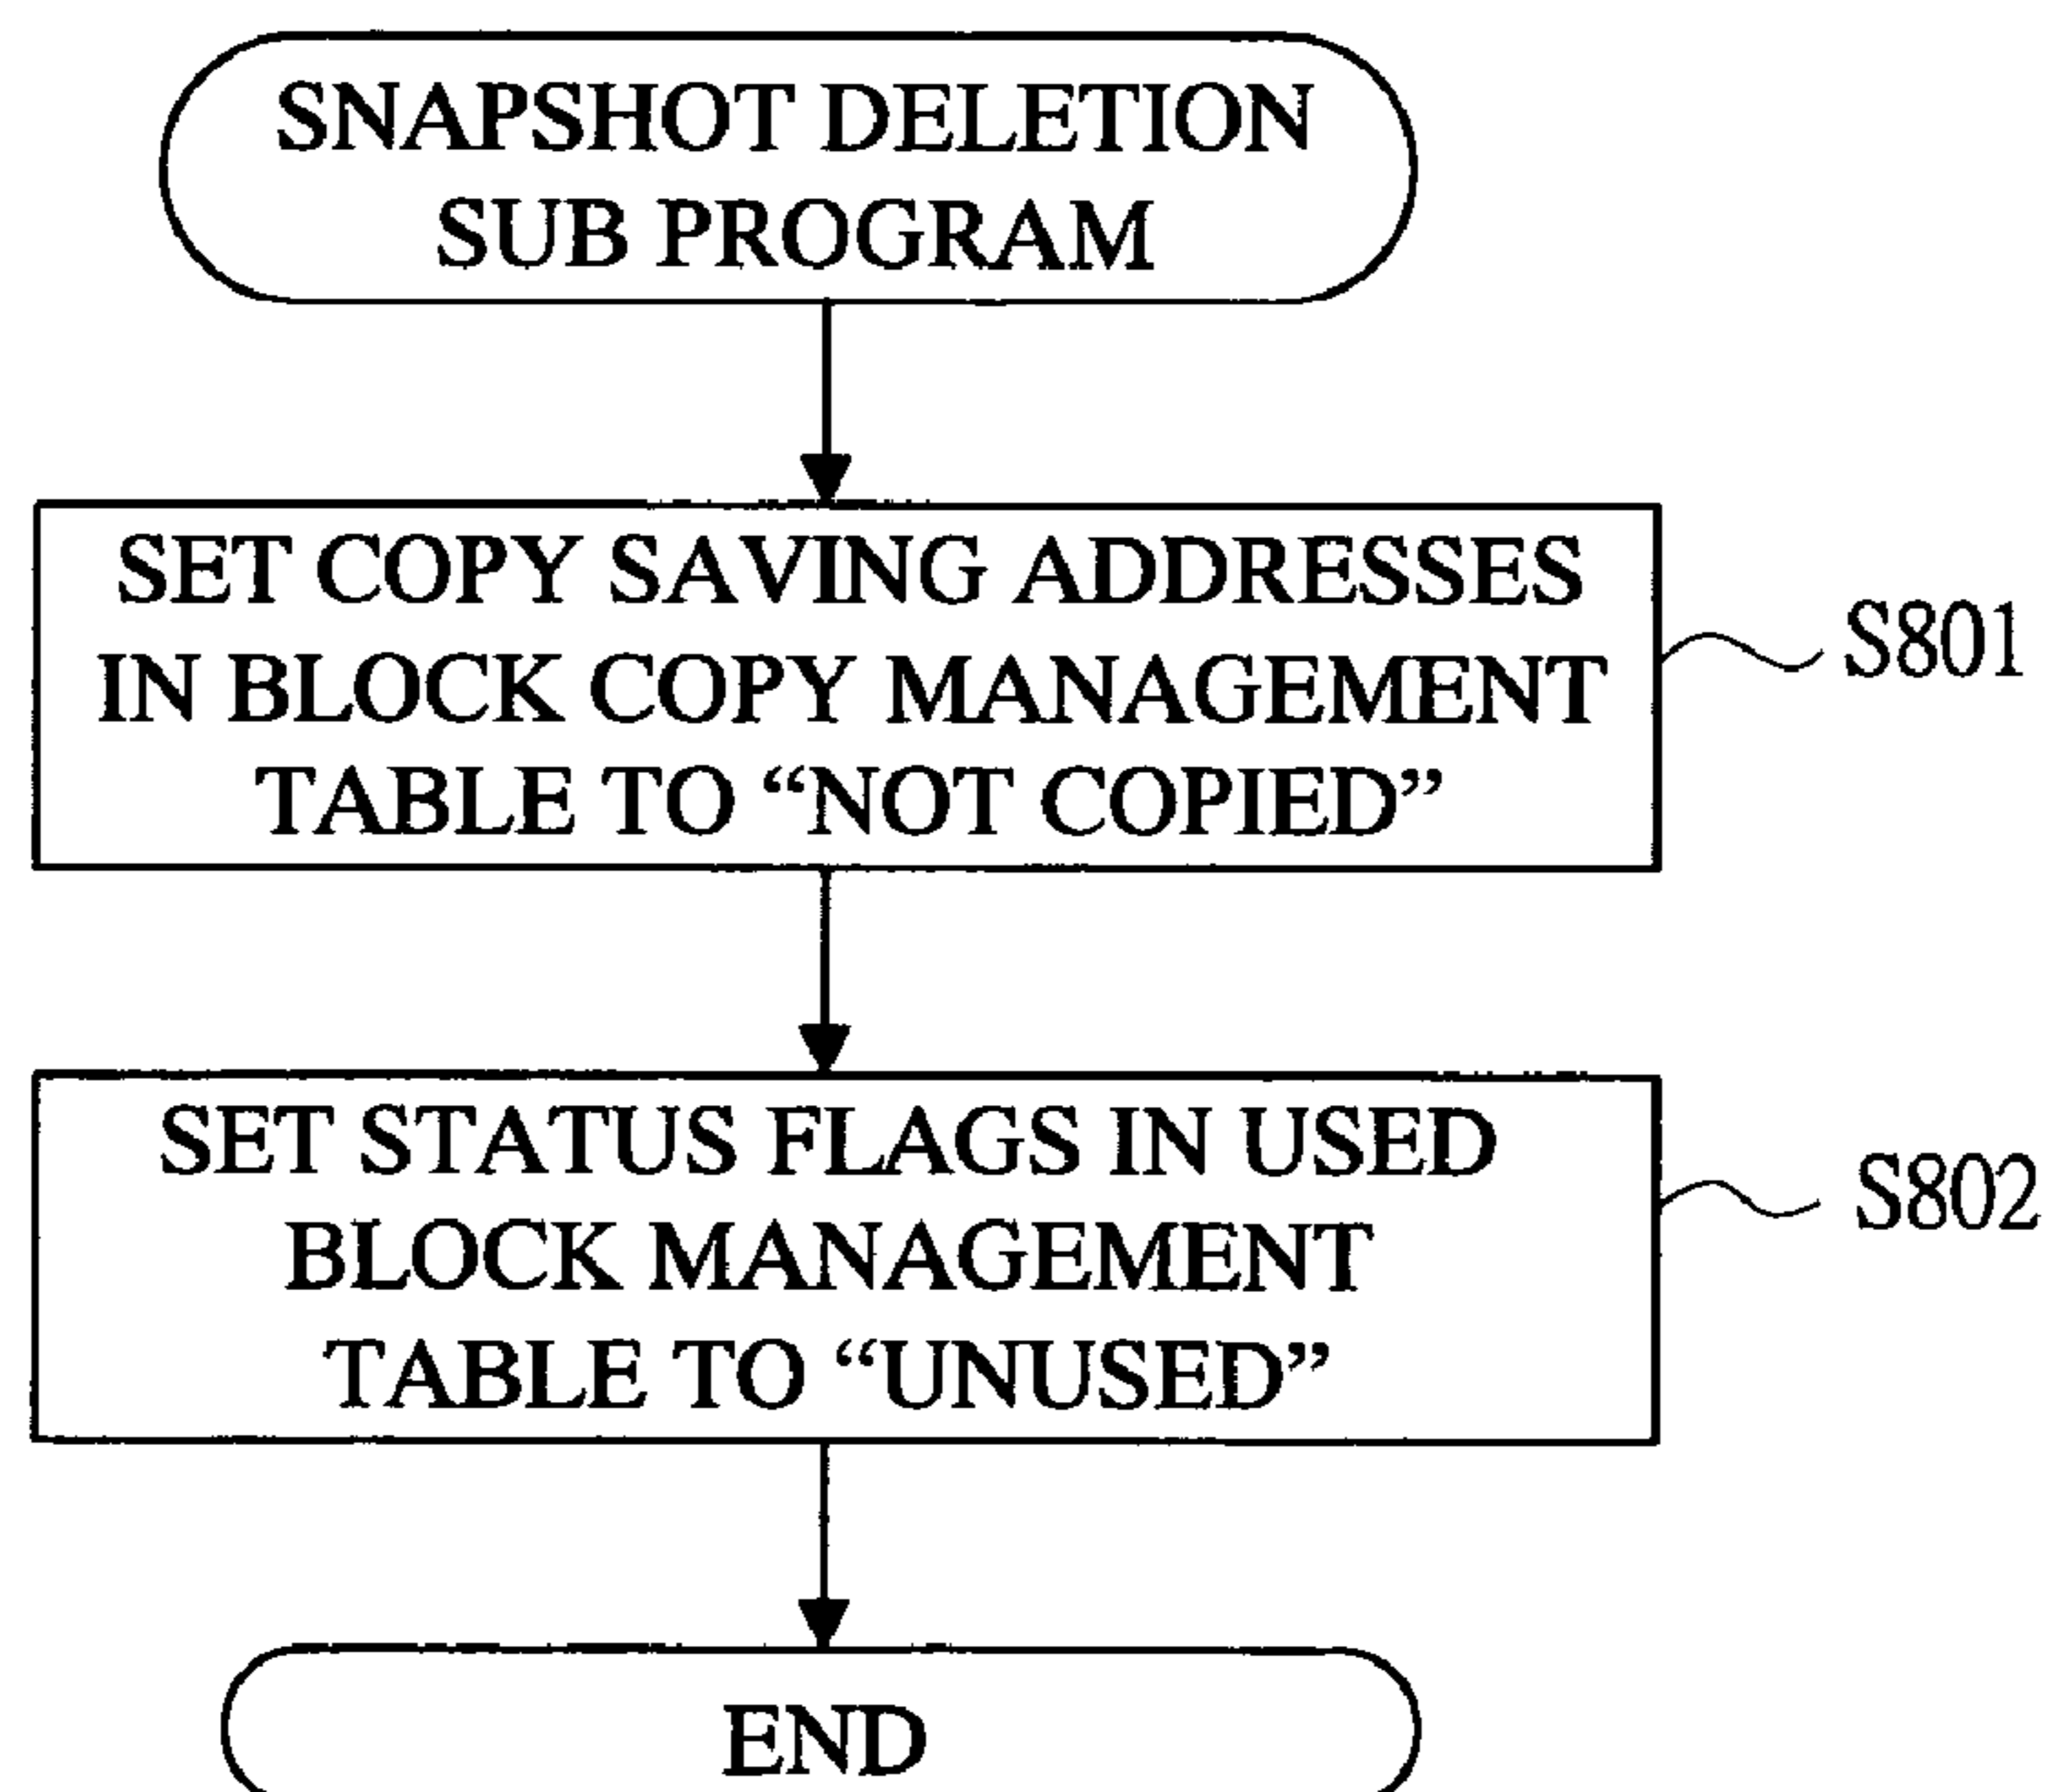 SNAPSHOT DELETION
SUB PROGRAM
SET COPY SAVING ADDRESSES
IN BLOCK COPY MANAGEMENT
TABLE TO “NOT COPIED”
S801
SET STATUS FLAGS IN USED
BLOCK MANAGEMENT
TABLE TO “UNUSED”
S802
END